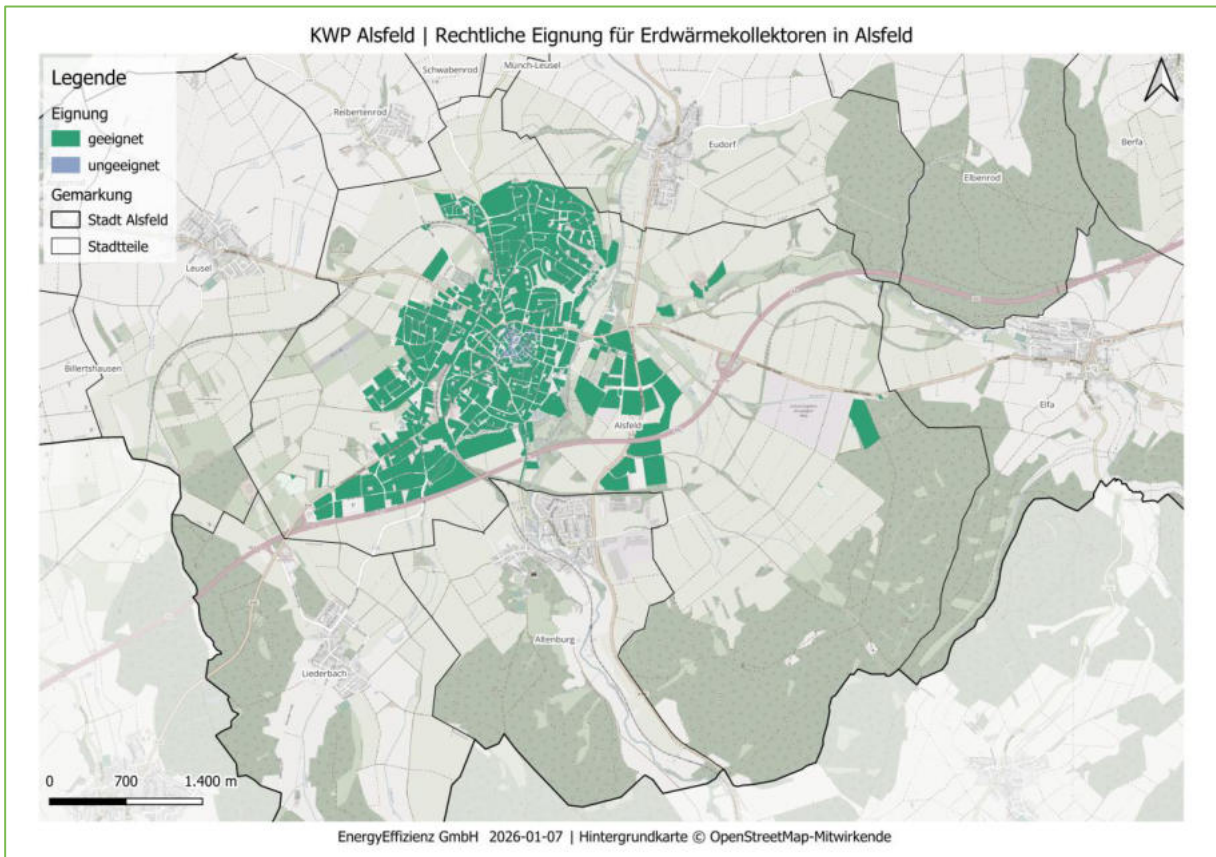 KWP Alsfeld | Rechtliche Eignung für Erdwärmekollektoren in Alsfeld
Legende
Eignung
geeignet
ungeeignet
Gemarkung
Stadt Alsfeld
Stadtteile
Schwabenrod
Münch-Leusel
Reibertenrod
Eudorf
Berfa
Elbenrod
Leusel
Billertshausen
Elfa
Alsfeld
Altenburg
Liederbach
0 700 1.400 m
EnergyEffizienz GmbH 2026-01-07 | Hintergrundkarte © OpenStreetMap-Mitwirkende